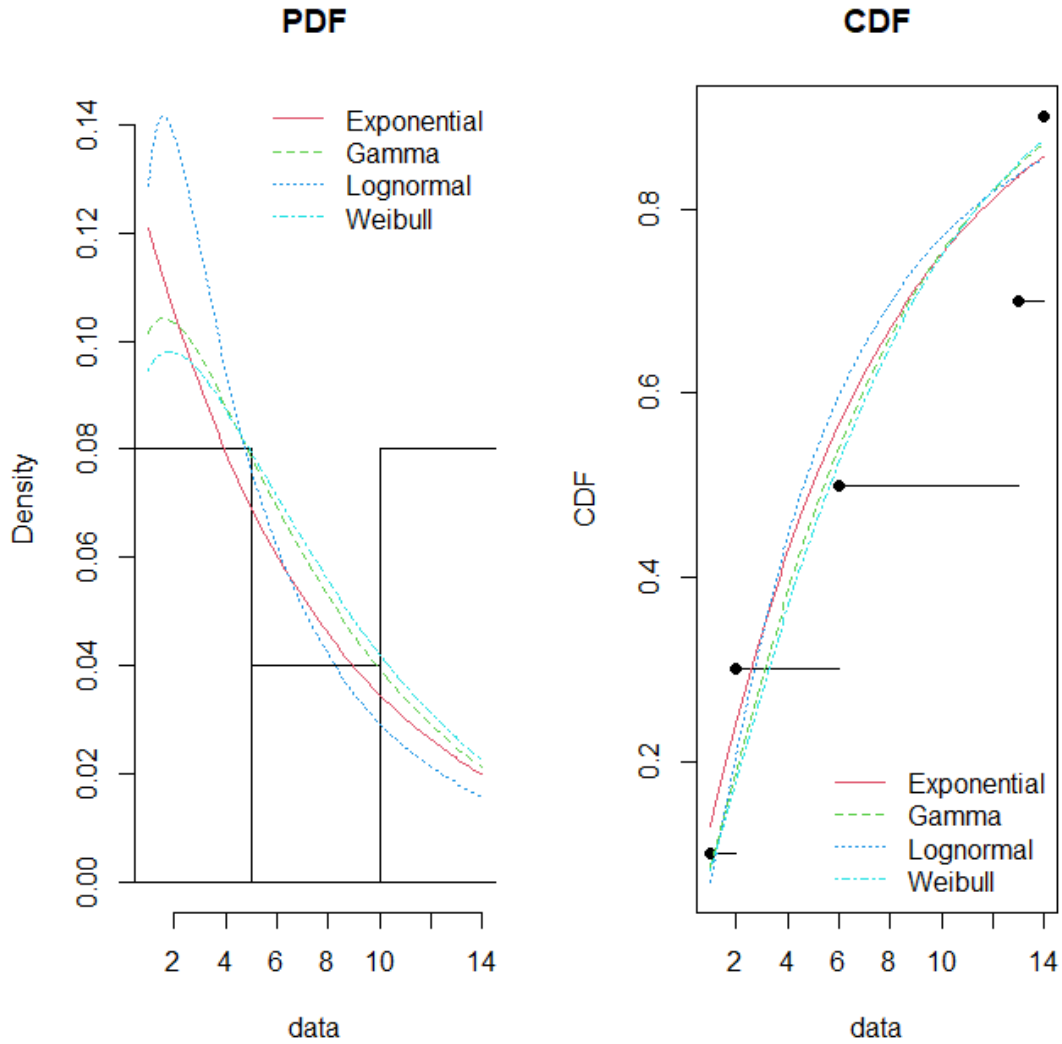 PDF
Density
0.00 0.02 0.04 0.06 0.08 0.10 0.12 0.14
Exponential
Gamma
Lognormal
Weibull
2 4 6 8 10 14
data
CDF
CDF
0.2 0.4 0.6 0.8
Exponential
Gamma
Lognormal
Weibull
2 4 6 8 10 14
data